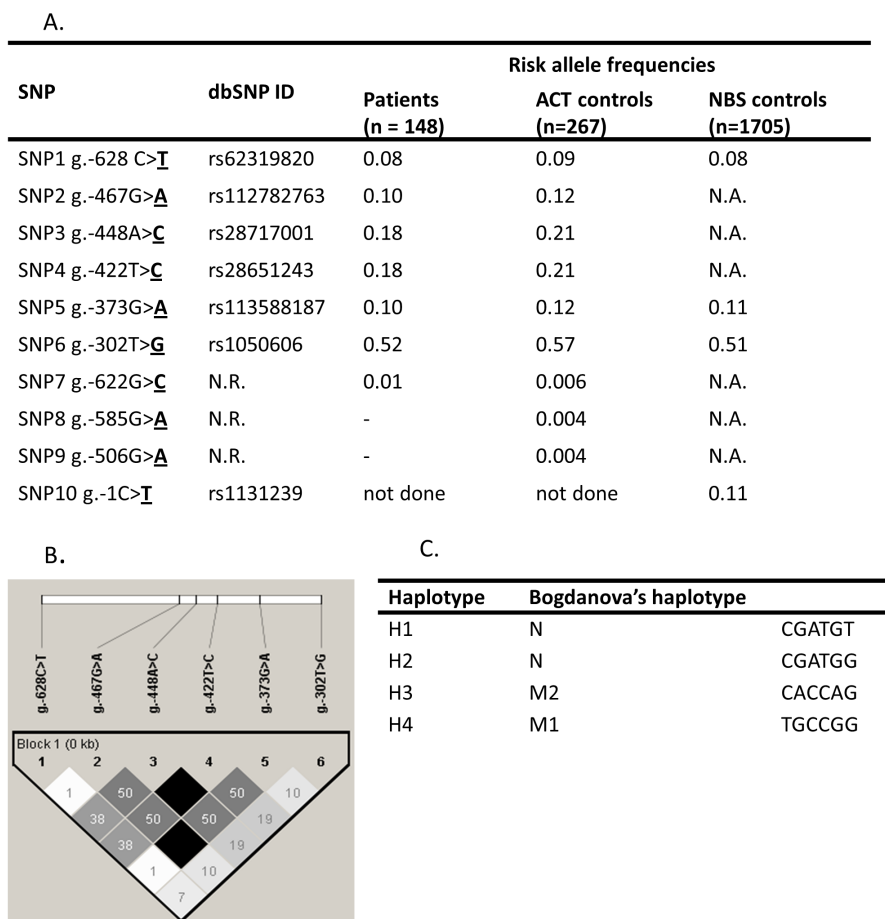 A.
Risk allele frequencies
SNP dbSNP ID Patients (n = 148) ACT controls (n=267) NBS controls (n=1705)
SNP1 g.-628 C>T rs62319820 0.08 0.09 0.08
SNP2 g.-467G>A rs112782763 0.10 0.12 N.A.
SNP3 g.-448A>C rs28717001 0.18 0.21 N.A.
SNP4 g.-422T>C rs28651243 0.18 0.21 N.A.
SNP5 g.-373G>A rs113588187 0.10 0.12 0.11
SNP6 g.-302T>G rs1050606 0.52 0.57 0.51
SNP7 g.-622G>C N.R. 0.01 0.006 N.A.
SNP8 g.-585G>A N.R. - 0.004 N.A.
SNP9 g.-506G>A N.R. - 0.004 N.A.
SNP10 g.-1C>T rs1131239 not done not done 0.11
B.
g.-628C>T g.-467G>A g.-448A>C g.-422T>C g.-373G>A g.-302T>G
Block 1 (0 kb)
1 2 3 4 5 6
1 50 50 10
38 50 50 19
38 19
1 10
7
C.
Haplotype Bogdanova's haplotype
H1 N CGATGT
H2 N CGATGG
H3 M2 CACCAG
H4 M1 TGCCGG